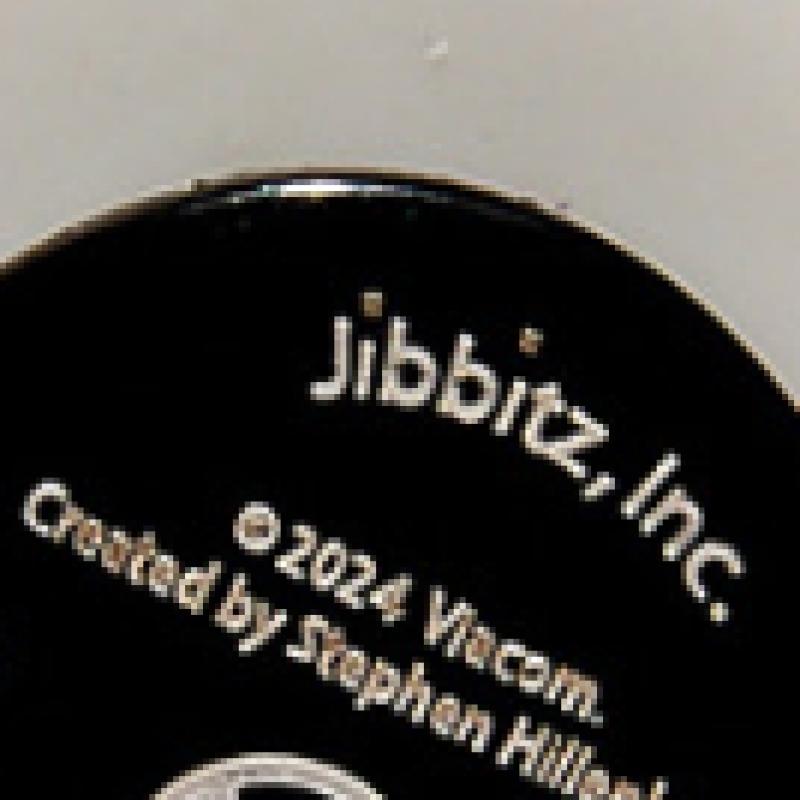 Jibbitz, Inc.
© 2024 Viacom.
Created by Stephen